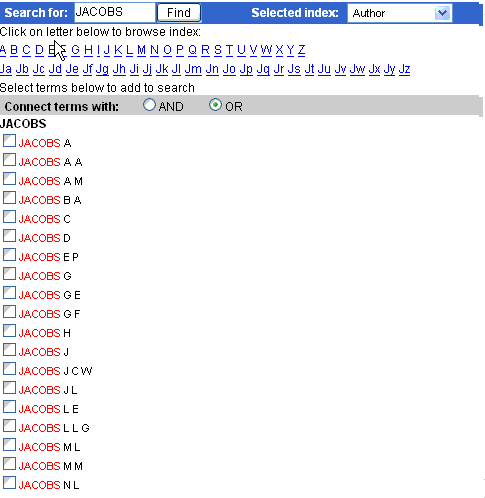 Search for: JACOBS Find Selected index: Author
Click on letter below to browse index:
A B C D E F G H I J K L M N O P Q R S T U V W X Y Z
Ja Jb Jc Jd Je Jf Jg Jh Ji Jj Jk Jl Jm Jn Jo Jp Jq Jr Js Jt Ju Jv Jw Jx Jy Jz
Select terms below to add to search
Connect terms with: AND OR
JACOBS
JACOBS A
JACOBS A A
JACOBS A M
JACOBS B A
JACOBS C
JACOBS D
JACOBS E P
JACOBS G
JACOBS G E
JACOBS G F
JACOBS H
JACOBS J
JACOBS J C W
JACOBS J L
JACOBS L E
JACOBS L L G
JACOBS M L
JACOBS M M
JACOBS N L